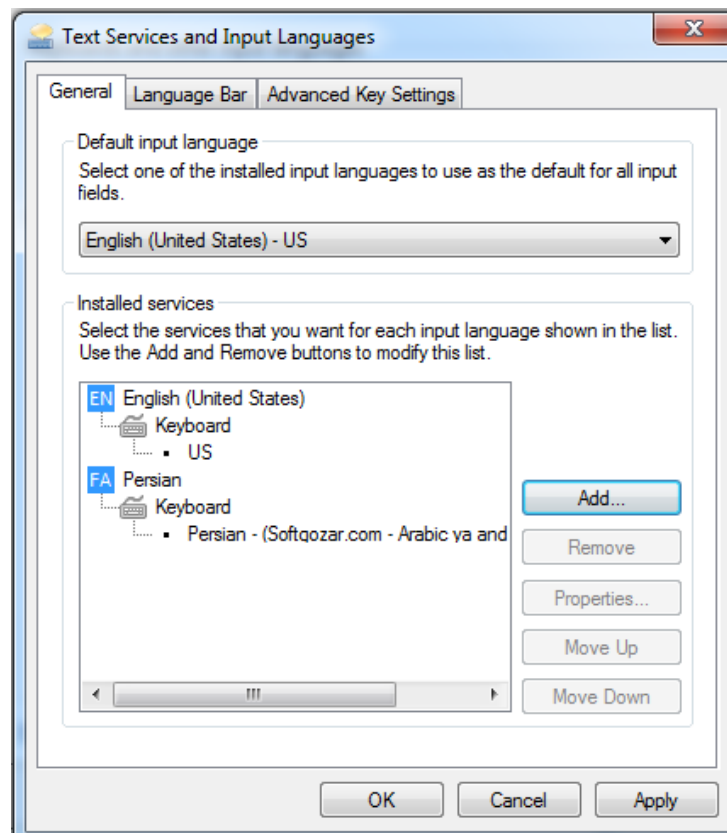 Text Services and Input Languages
General
Language Bar
Advanced Key Settings
Default input language
Select one of the installed input languages to use as the default for all input
fields.
English (United States) - US
Installed services
Select the services that you want for each input language shown in the list.
Use the Add and Remove buttons to modify this list.
EN English (United States)
Keyboard
US
FA Persian
Keyboard
Persian - (Softgozar.com - Arabic ya and
Add...
Remove
Properties...
Move Up
Move Down
OK
Cancel
Apply